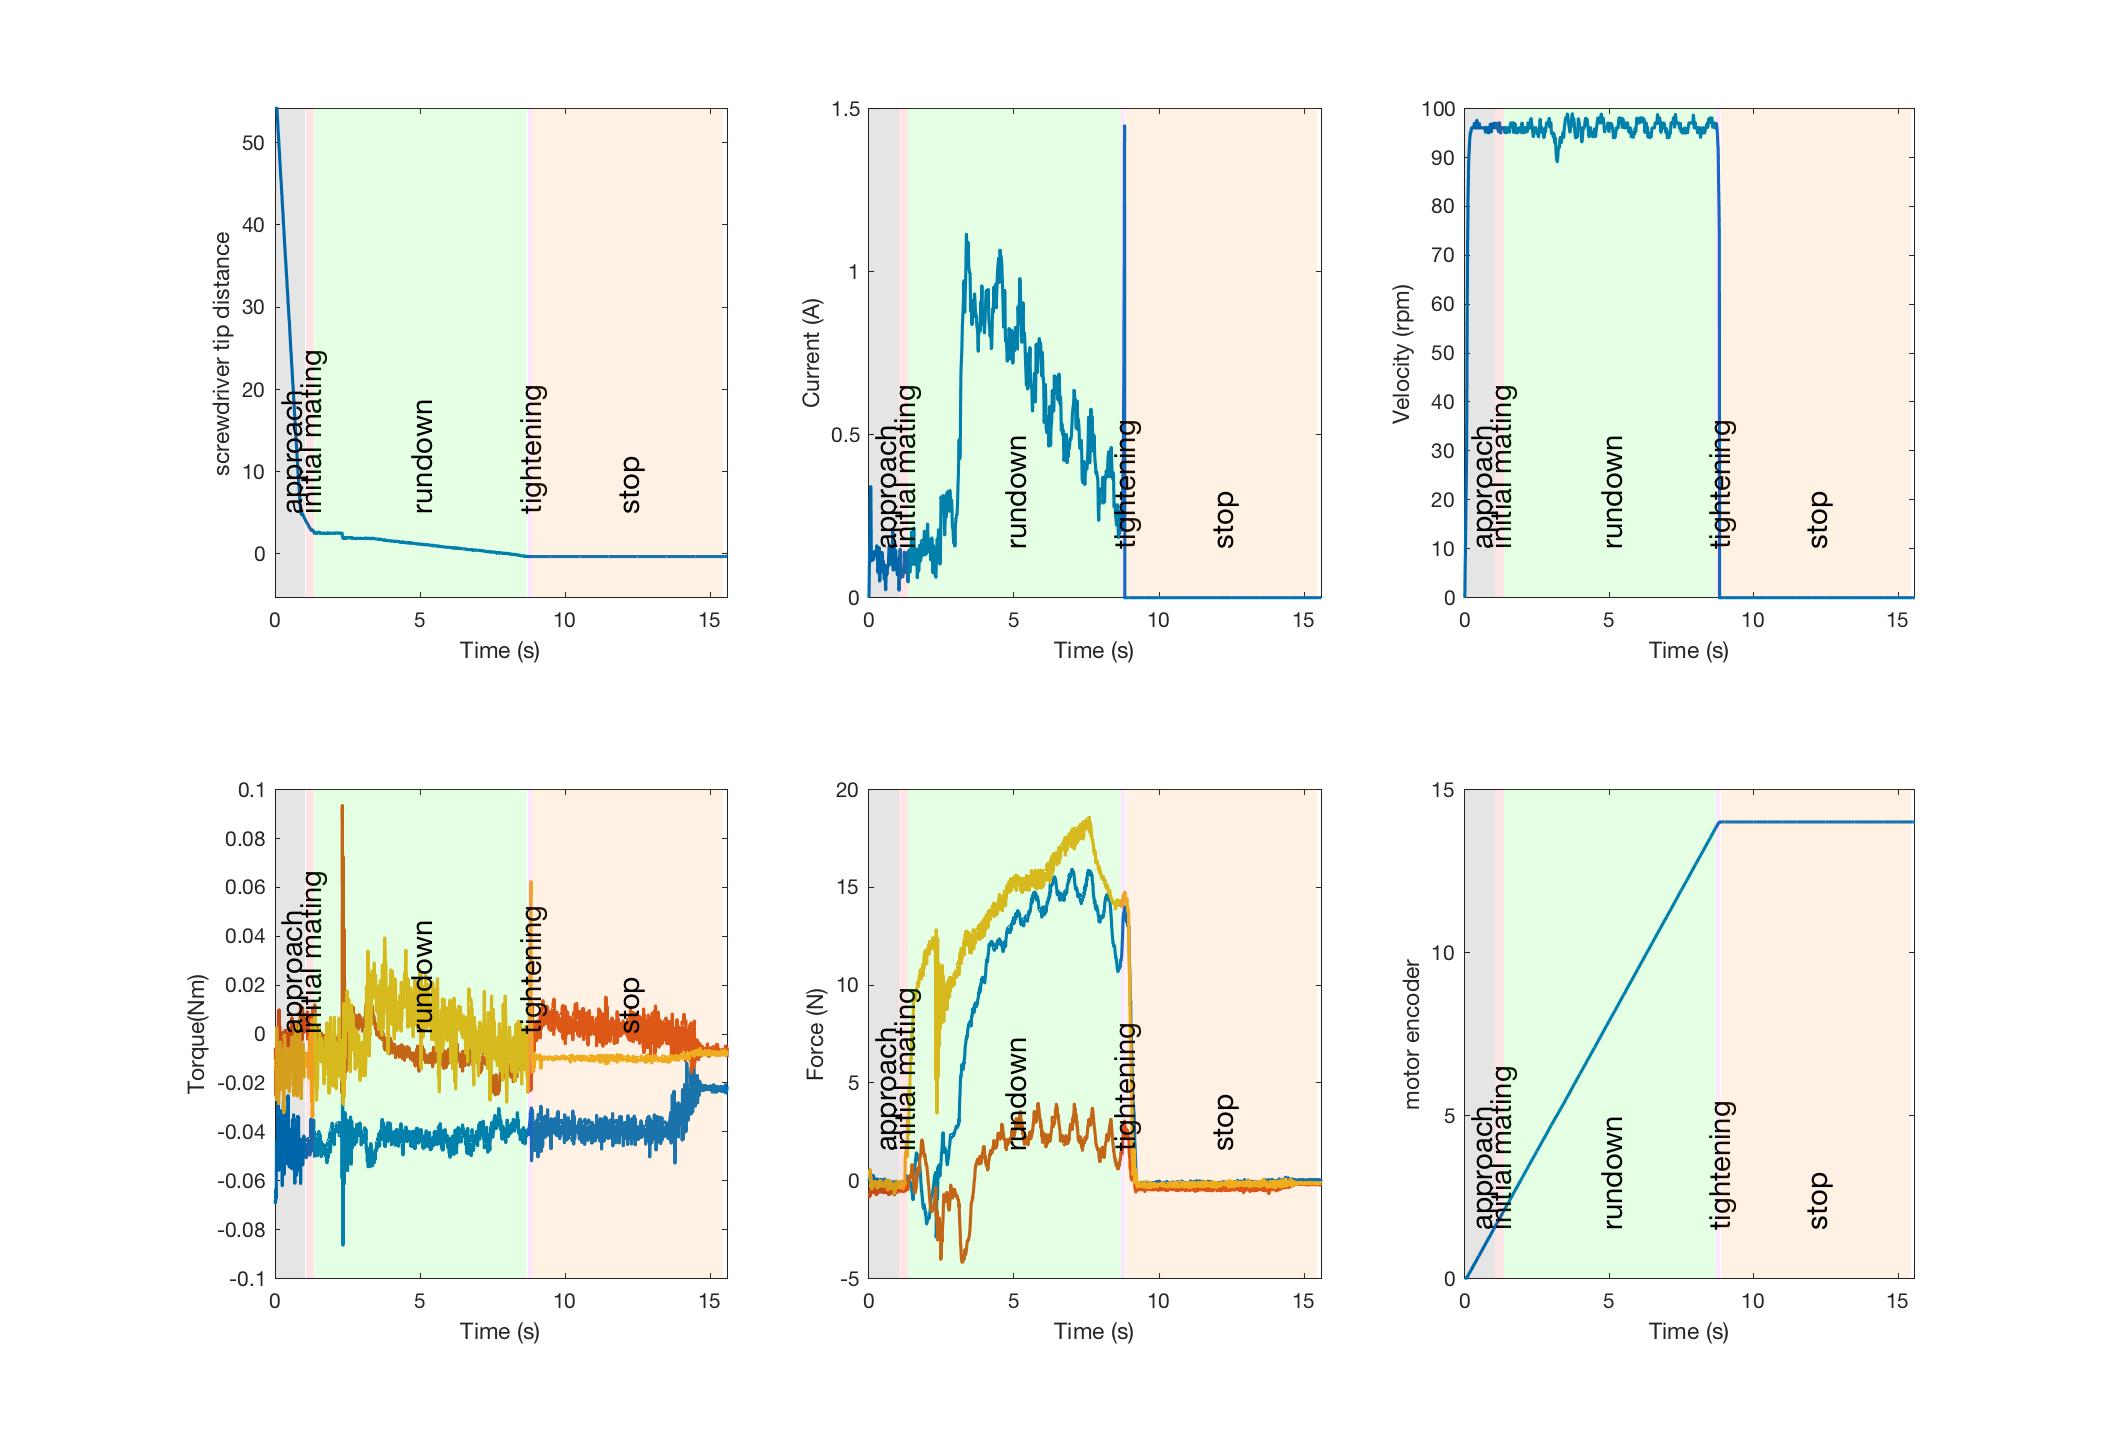 screwdriver tip distance
50
40
30
20
10
0
approach
initial mating
rundown
tightening
stop
0 5 10 15
Time (s)
Current (A)
1.5
1
0.5
0
approach
initial mating
rundown
tightening
stop
0 5 10 15
Time (s)
Velocity (rpm)
100
90
80
70
60
50
40
30
20
10
0
approach
initial mating
rundown
tightening
stop
0 5 10 15
Time (s)
Torque(Nm)
0.1
0.08
0.06
0.04
0.02
0
-0.02
-0.04
-0.06
-0.08
-0.1
approach
initial mating
rundown
tightening
stop
0 5 10 15
Time (s)
Force (N)
20
15
10
5
0
-5
approach
initial mating
rundown
tightening
stop
0 5 10 15
Time (s)
motor encoder
15
10
5
0
approach
initial mating
rundown
tightening
stop
0 5 10 15
Time (s)